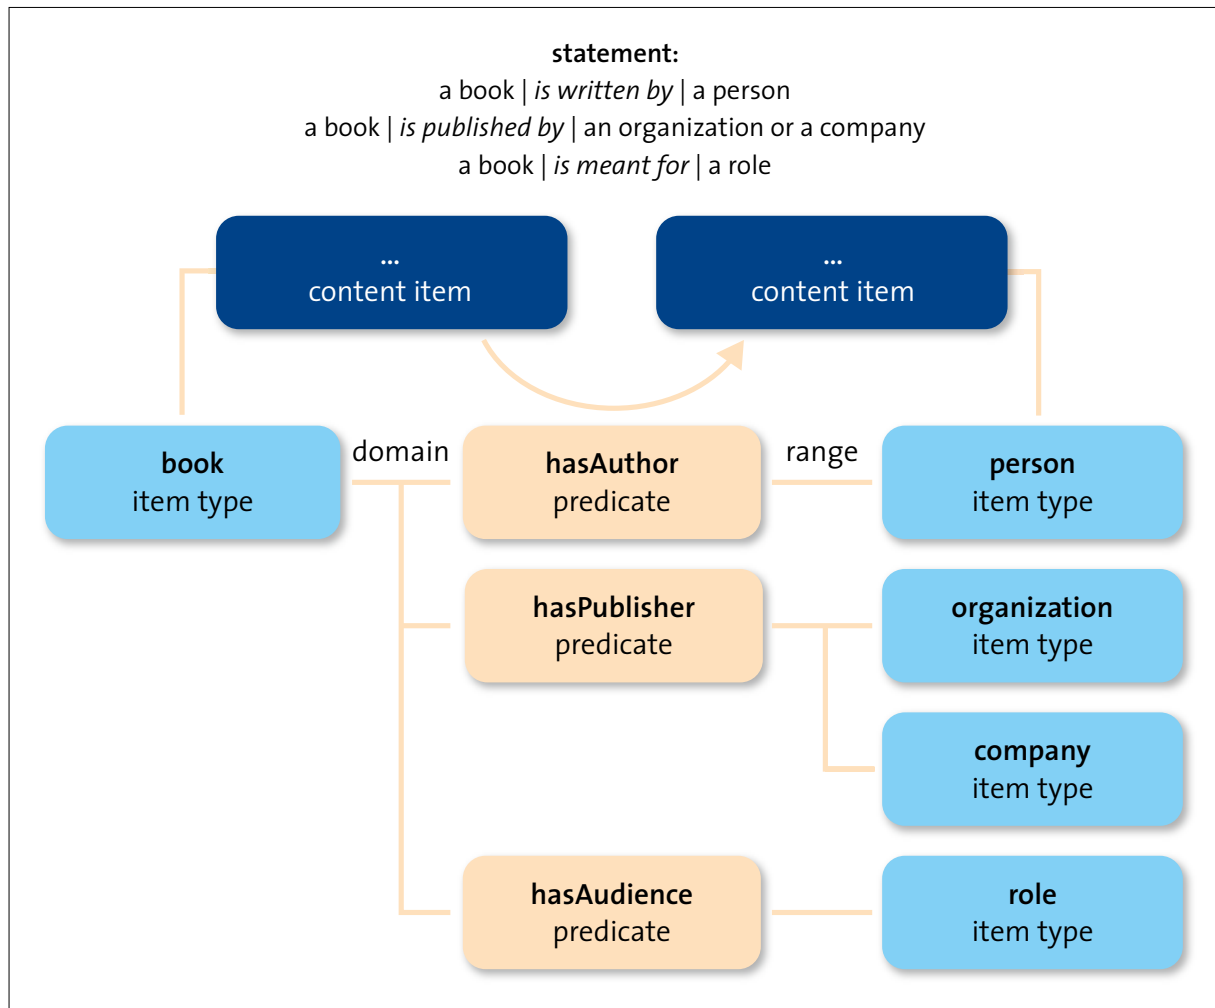 statement:
a book | is written by | a person
a book | is published by | an organization or a company
a book | is meant for | a role
...
content item
...
content item
book
item type
domain
hasAuthor
predicate
range
person
item type
hasPublisher
predicate
organization
item type
company
item type
hasAudience
predicate
role
item type